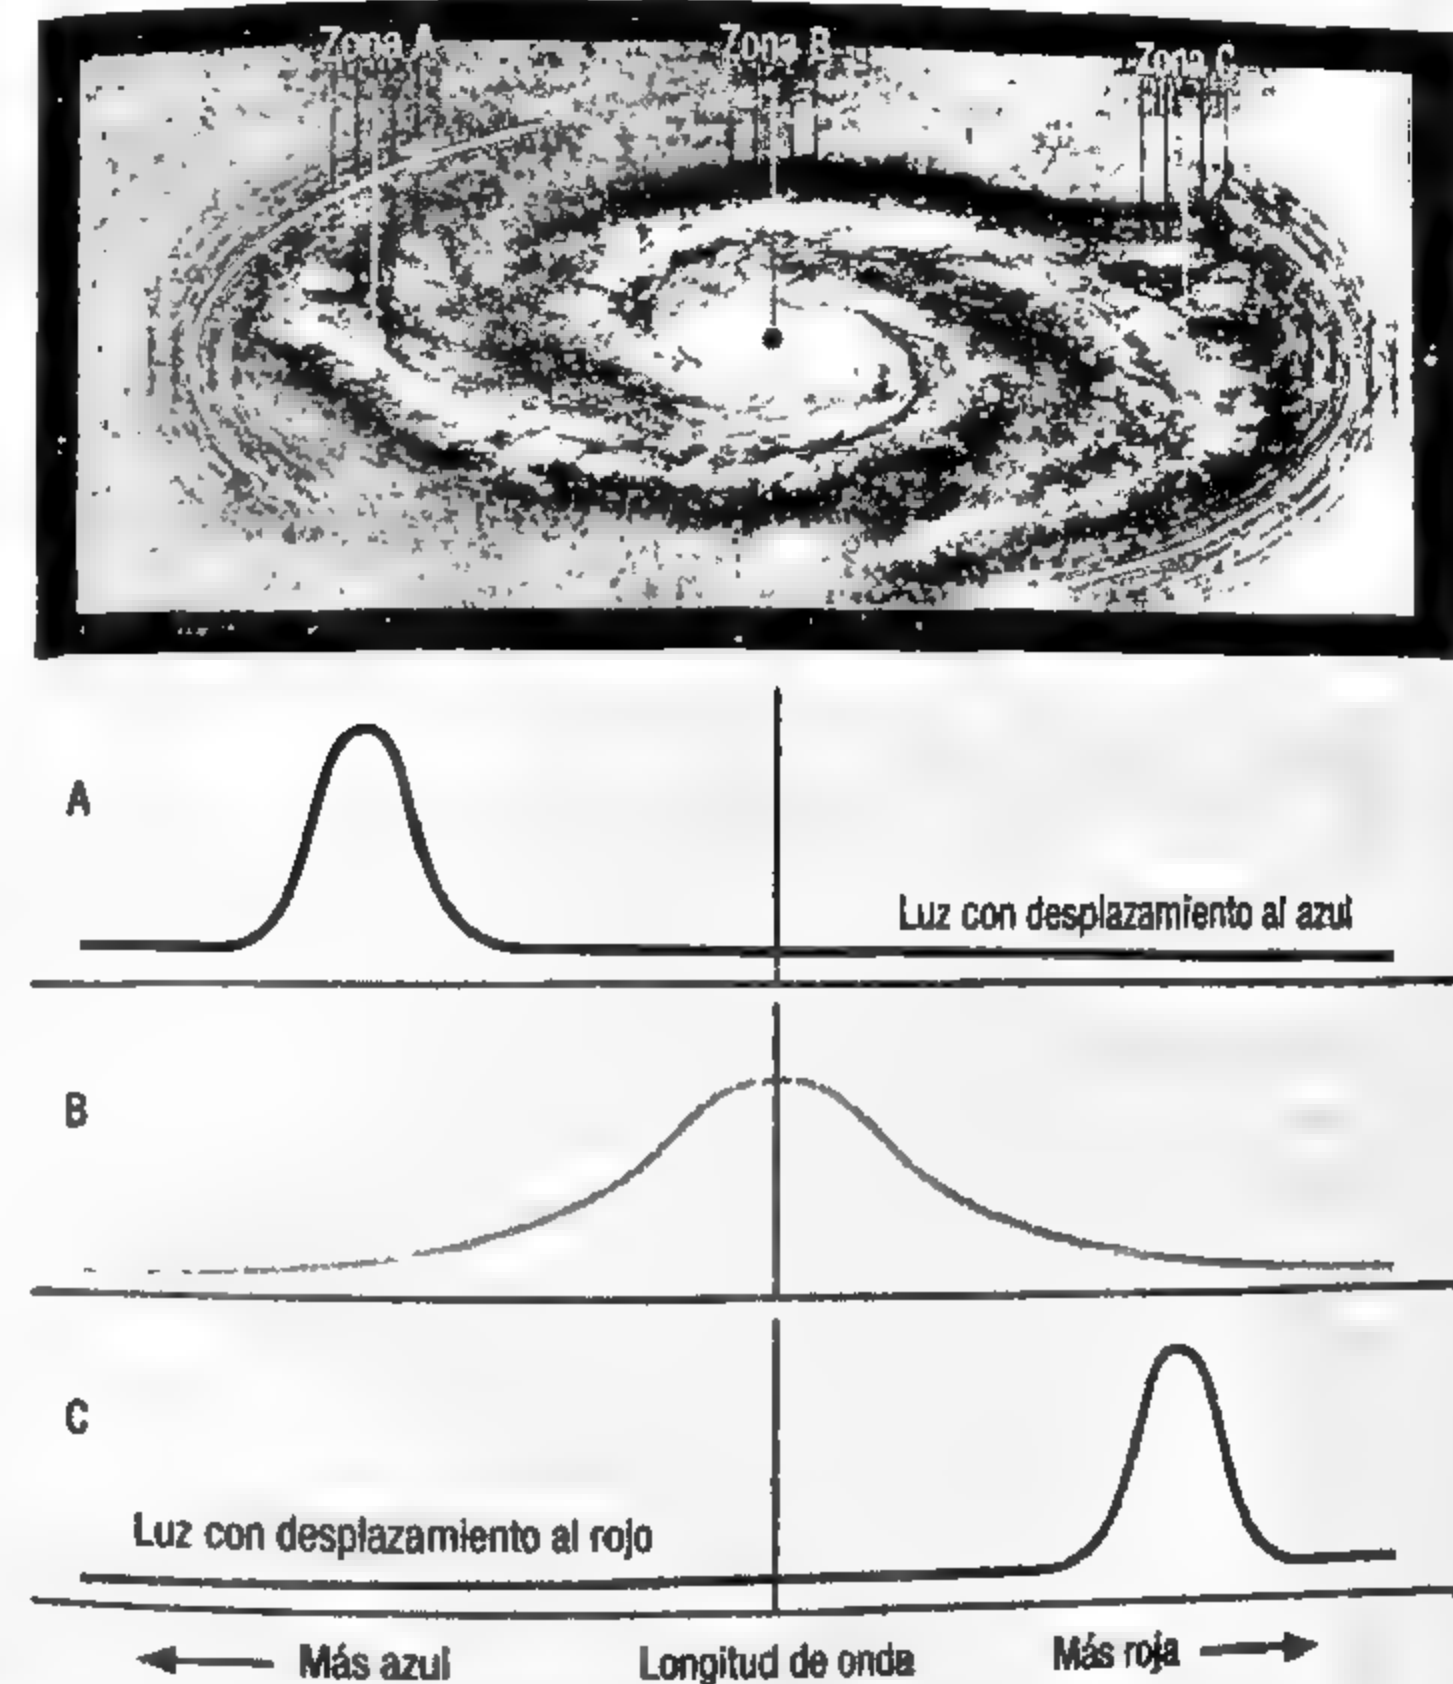 Zona A
Zona B
Zona C
A
Luz con desplazamiento al azul
B
C
Luz con desplazamiento al rojo
Más azul
Longitud de onda
Más roja